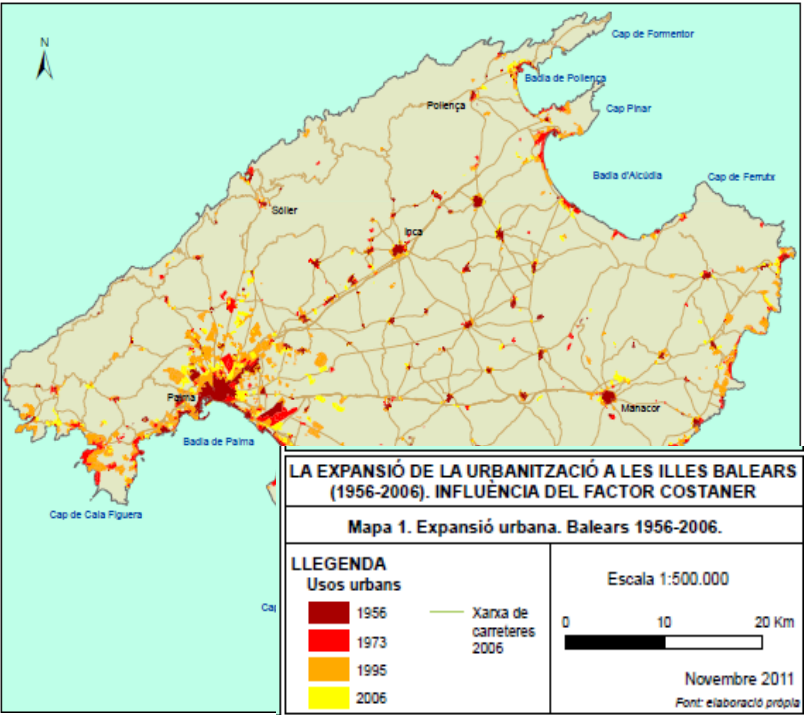 N
Cap de Formentor
Badia de Pollença
Pollença
Cap Pinar
Badia d'Alcúdia
Cap de Ferrutx
Sóller
Inca
Palma
Manacor
Badia de Palma
Cap de Cala Figuera
Cap
LA EXPANSIÓ DE LA URBANITZACIÓ A LES ILLES BALEARS
(1956-2006). INFLUÈNCIA DEL FACTOR COSTANER
Mapa 1. Expansió urbana. Balears 1956-2006.
LLEGENDA
Usos urbans
1956
1973
1995
2006
Xarxa de
carreteres
2006
Escala 1:500.000
0 10 20 Km
Novembre 2011
Font: elaboració pròpia